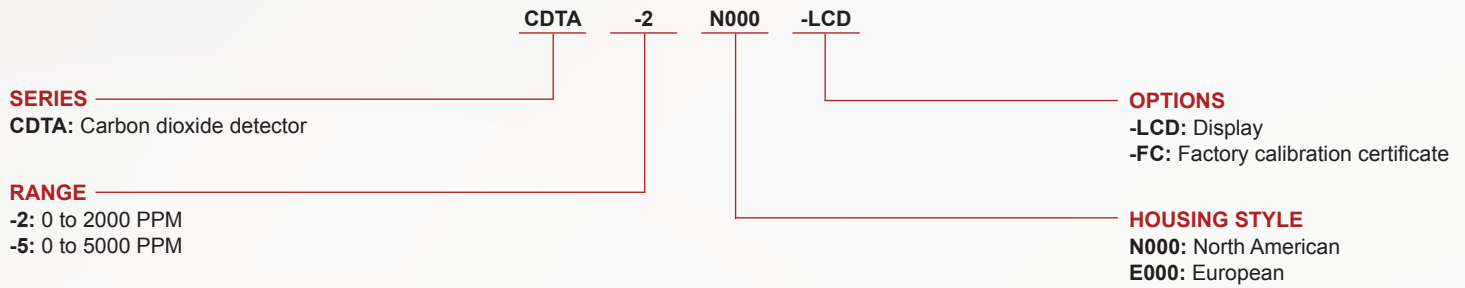 CDTA -2 N000 -LCD
SERIES
CDTA: Carbon dioxide detector
RANGE
-2: 0 to 2000 PPM
-5: 0 to 5000 PPM
OPTIONS
-LCD: Display
-FC: Factory calibration certificate
HOUSING STYLE
N000: North American
E000: European